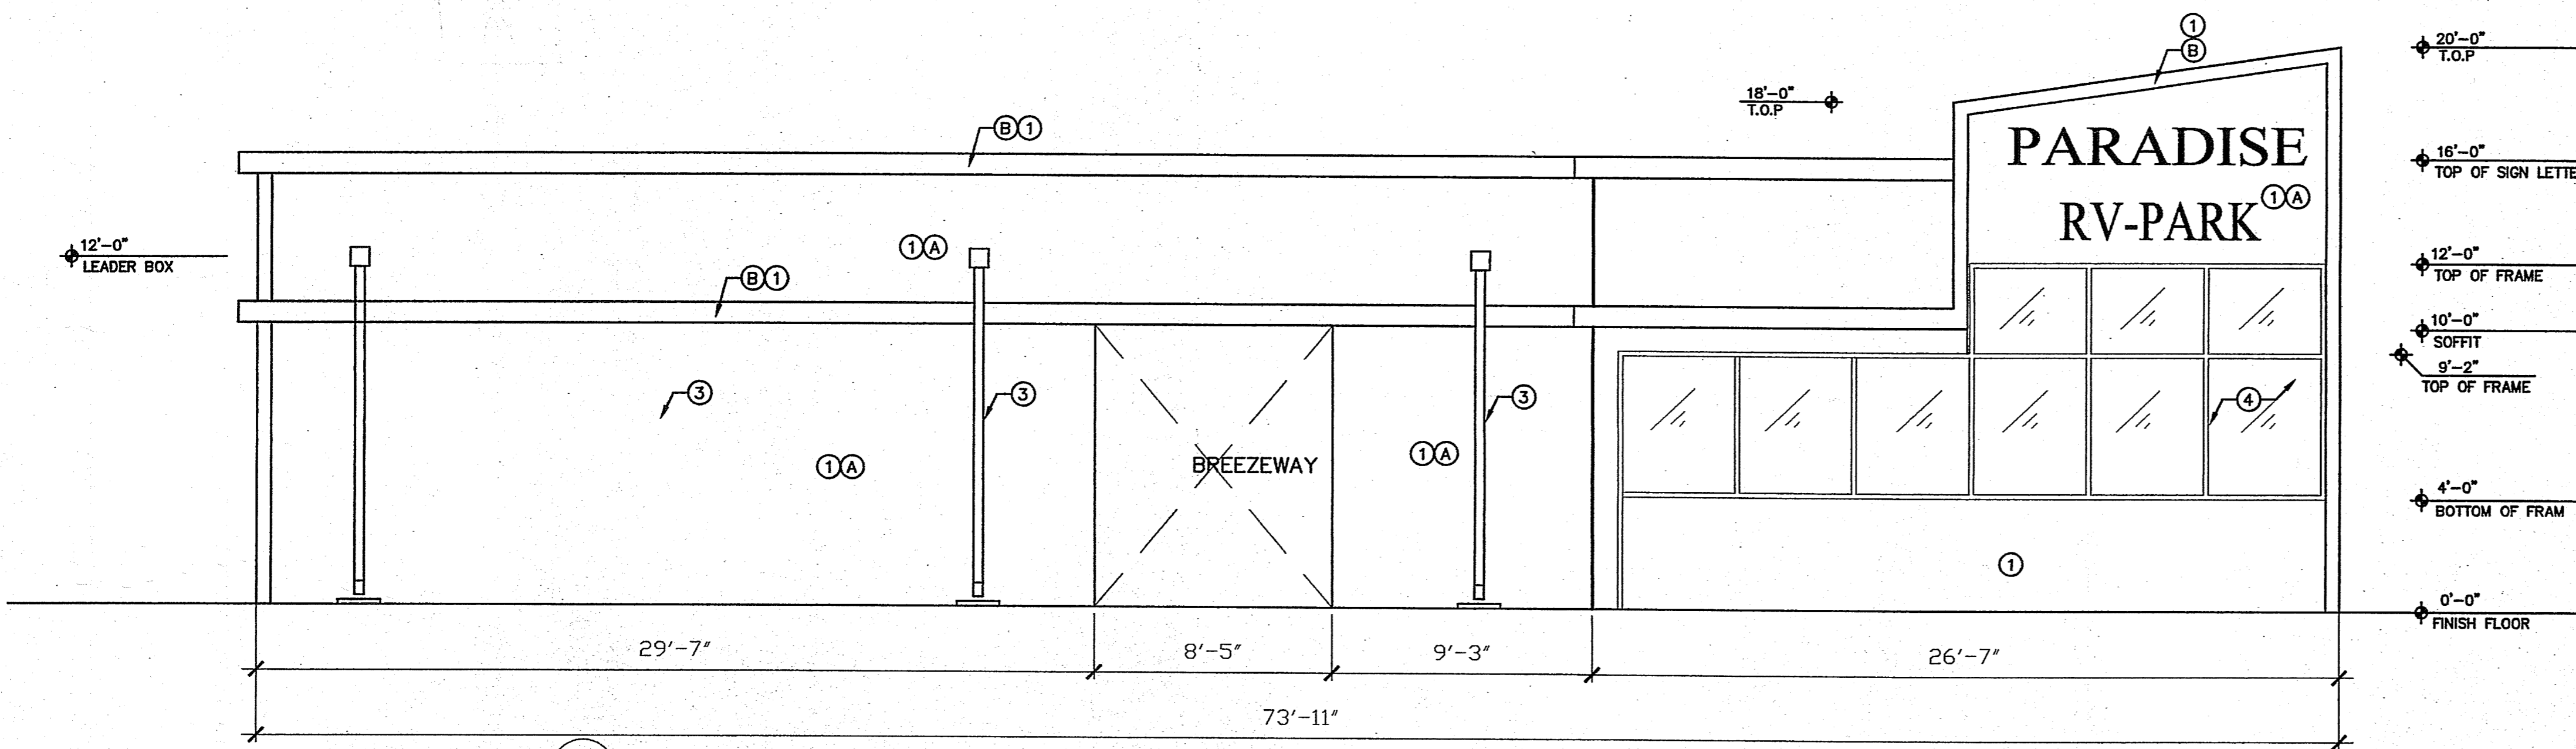 1
B
20'-0"
T.O.P
18'-0"
T.O.P
B 1
PARADISE
16'-0"
TOP OF SIGN LETTE
1 A
RV-PARK
12'-0"
LEADER BOX
1 A
B 1
12'-0"
TOP OF FRAME
10'-0"
SOFFIT
9'-2"
TOP OF FRAME
3
3
3
4
1 A
BREEZEWAY
1 A
4'-0"
BOTTOM OF FRAM
1
0'-0"
FINISH FLOOR
29'-7"
8'-5"
9'-3"
26'-7"
73'-11"